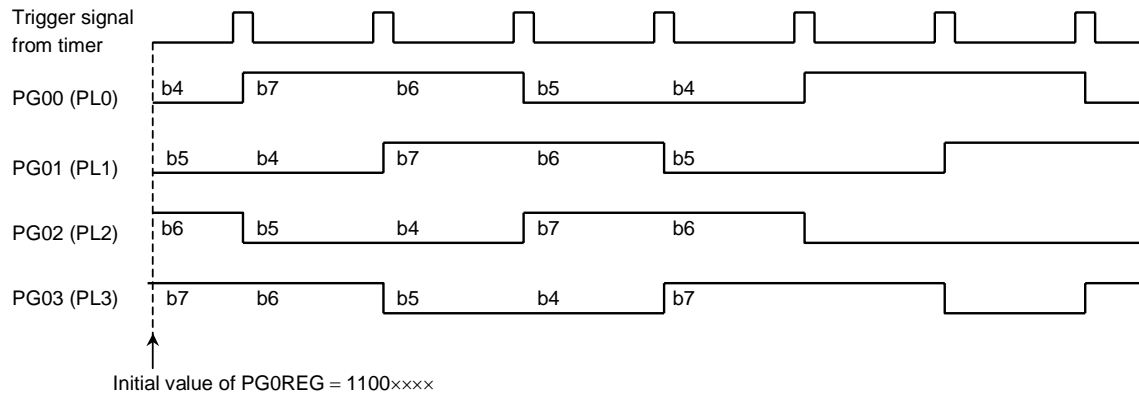 Trigger signal
from timer
PG00 (PL0)
b4 b7 b6 b5 b4
PG01 (PL1)
b5 b4 b7 b6 b5
PG02 (PL2)
b6 b5 b4 b7 b6
PG03 (PL3)
b7 b6 b5 b4 b7
Initial value of PG0REG = 1100××××